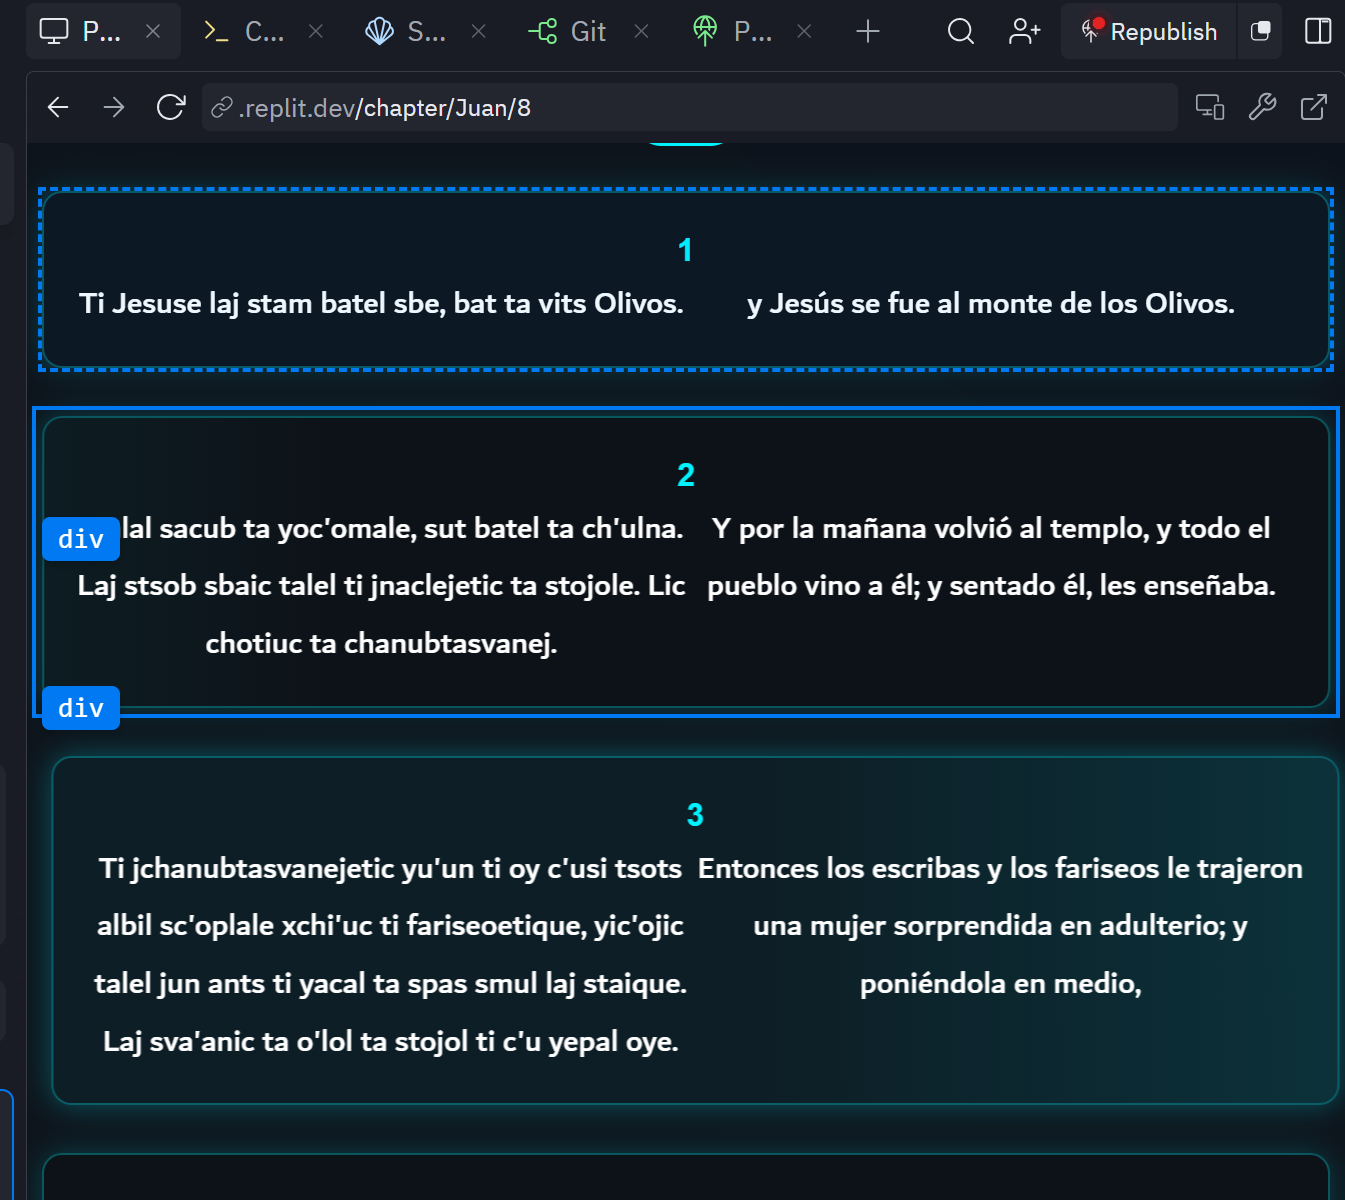 P...
C...
S...
Git
P...
Republish
.replit.dev/chapter/Juan/8
1
Ti Jesuse laj stam batel sbe, bat ta vits Olivos.
y Jesús se fue al monte de los Olivos.
2
lal sacub ta yoc'omale, sut batel ta ch'ulna.
Laj stsob sbaic talel ti jnaclejetic ta stojole. Lic
chotiuc ta chanubtasvanej.
Y por la mañana volvió al templo, y todo el
pueblo vino a él; y sentado él, les enseñaba.
div
div
3
Ti jchanubtasvanejetic yu'un ti oy c'usi tsots
albil sc'oplale xchi'uc ti fariseoetique, yic'ojic
talel jun ants ti yacal ta spas smul laj staique.
Laj sva'anic ta o'lol ta stojol ti c'u yepal oye.
Entonces los escribas y los fariseos le trajeron
una mujer sorprendida en adulterio; y
poniéndola en medio,